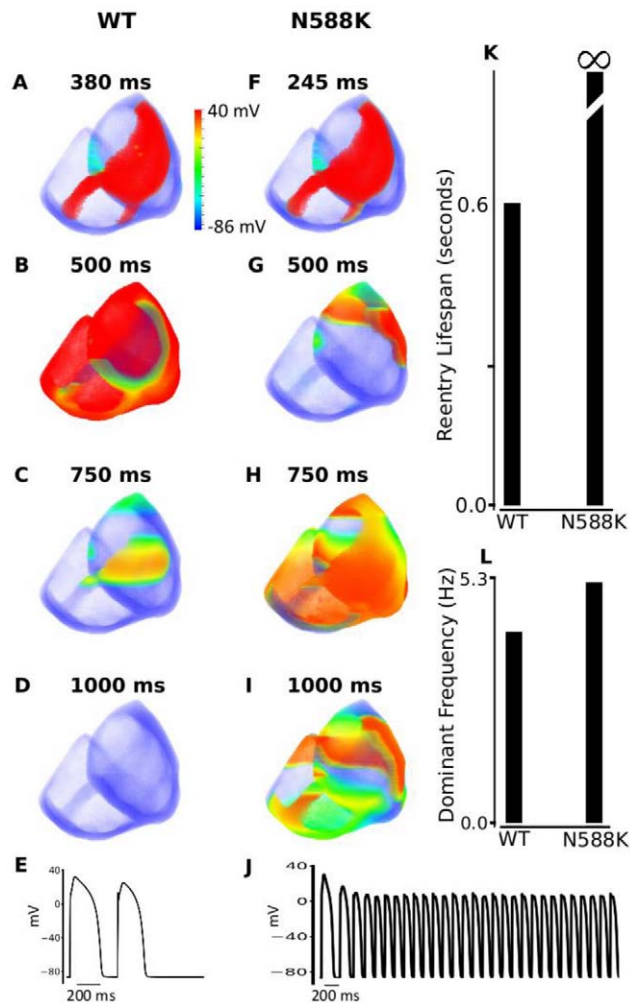 WT N588K
A 380 ms F 245 ms K ∞
40 mV
-86 mV
B 500 ms G 500 ms
Reentry Lifespan (seconds)
0.6
0.0
WT N588K
C 750 ms H 750 ms
L
Dominant Frequency (Hz)
5.3
0.0
WT N588K
D 1000 ms I 1000 ms
E
mV
40
0
−40
−80
200 ms
J
mV
40
0
−40
−80
200 ms